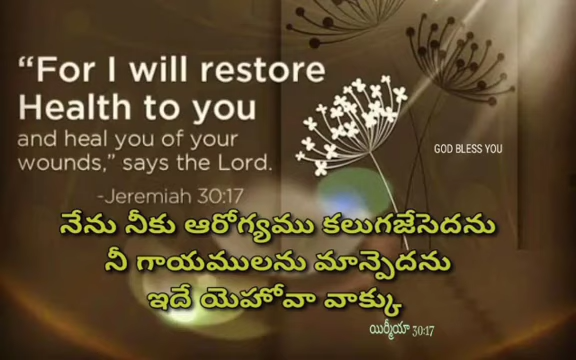 “For I will restore
Health to you
and heal you of your
wounds,” says the Lord.
-Jeremiah 30:17
GOD BLESS YOU
నేను నీకు ఆరోగ్యము కలుగజేసెదను
నీ గాయములను మాన్పెదను
ఇదే యెహోవా వాక్కు
యిర్మీయా 30:17